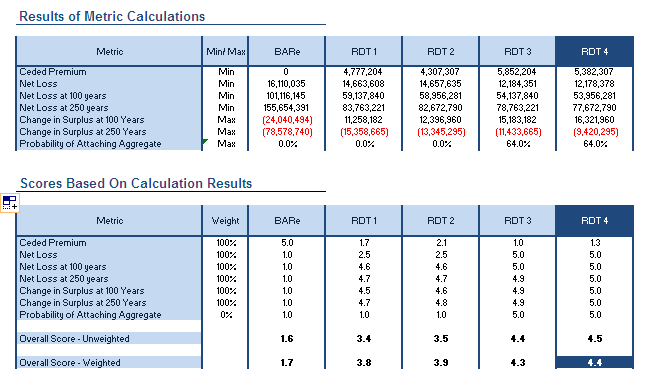 Results of Metric Calculations
Metric Min/ Max BARe RDT 1 RDT 2 RDT 3 RDT 4
Ceded Premium Min 0 4,777,204 4,307,307 5,852,204 5,382,307
Net Loss Min 16,110,035 14,663,608 14,657,635 12,184,351 12,178,378
Net Loss at 100 years Min 101,116,145 59,137,840 58,956,281 54,137,840 53,956,281
Net Loss at 250 years Min 155,654,391 83,763,221 82,672,790 78,763,221 77,672,790
Change in Surplus at 100 Years Max (24,040,494) 11,258,182 12,396,960 15,183,182 16,321,960
Change in Surplus at 250 Years Max (78,578,740) (15,358,665) (13,345,295) (11,433,665) (9,420,295)
Probability of Attaching Aggregate Max 0.0% 0.0% 0.0% 64.0% 64.0%
Scores Based On Calculation Results
Metric Weight BARe RDT 1 RDT 2 RDT 3 RDT 4
Ceded Premium 100% 5.0 1.7 2.1 1.0 1.3
Net Loss 100% 1.0 2.5 2.5 5.0 5.0
Net Loss at 100 years 100% 1.0 4.6 4.6 5.0 5.0
Net Loss at 250 years 100% 1.0 4.7 4.7 4.9 5.0
Change in Surplus at 100 Years 100% 1.0 4.5 4.6 4.9 5.0
Change in Surplus at 250 Years 100% 1.0 4.7 4.8 4.9 5.0
Probability of Attaching Aggregate 0% 1.0 1.0 1.0 5.0 5.0
Overall Score - Unweighted 1.6 3.4 3.5 4.4 4.5
Overall Score - Weighted 1.7 3.8 3.9 4.3 4.4